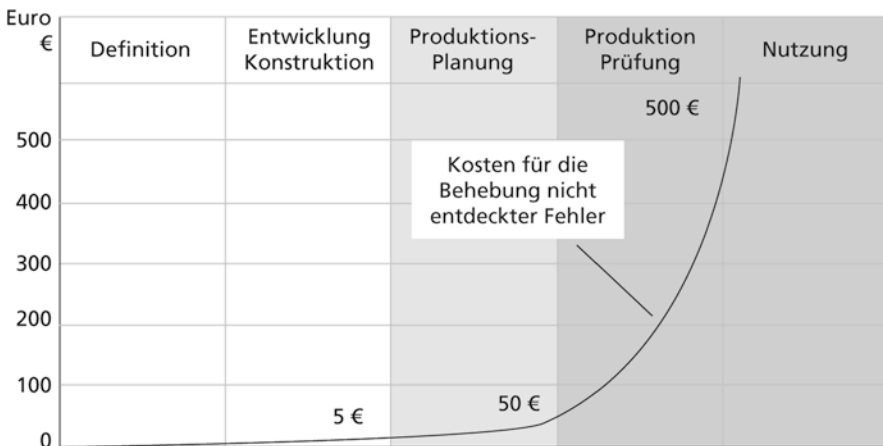 Euro
€
Definition
Entwicklung
Konstruktion
Produktions-
Planung
Produktion
Prüfung
Nutzung
500 €
500
Kosten für die
Behebung nicht
entdeckter Fehler
400
300
200
100
50 €
5 €
0